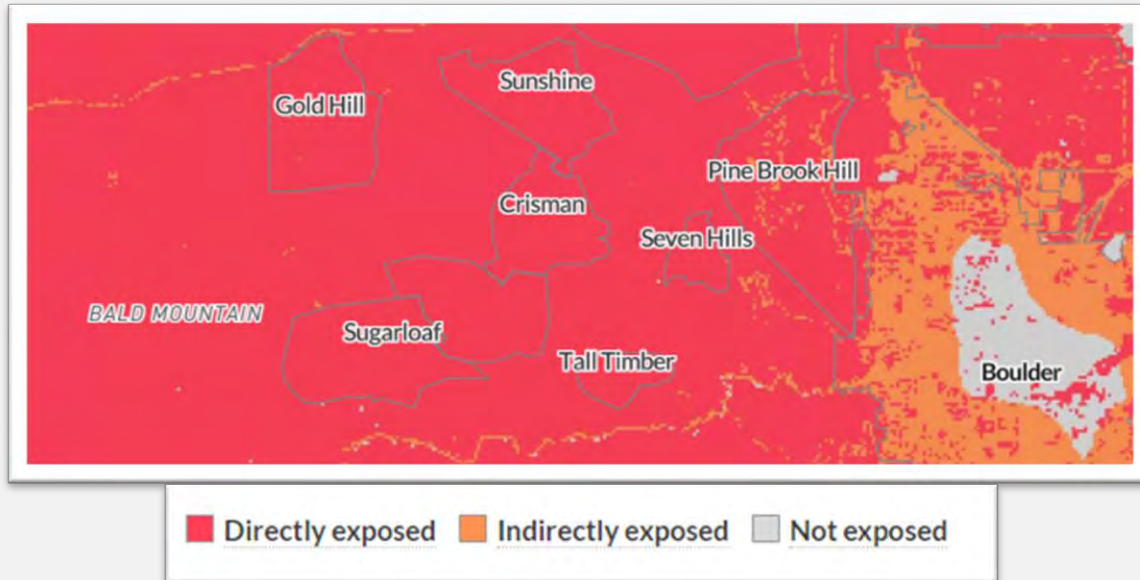 Sunshine
Gold Hill
Pine Brook Hill
Crisman
Seven Hills
BALD MOUNTAIN
Sugarloaf
Tall Timber
Boulder
Directly exposed Indirectly exposed Not exposed